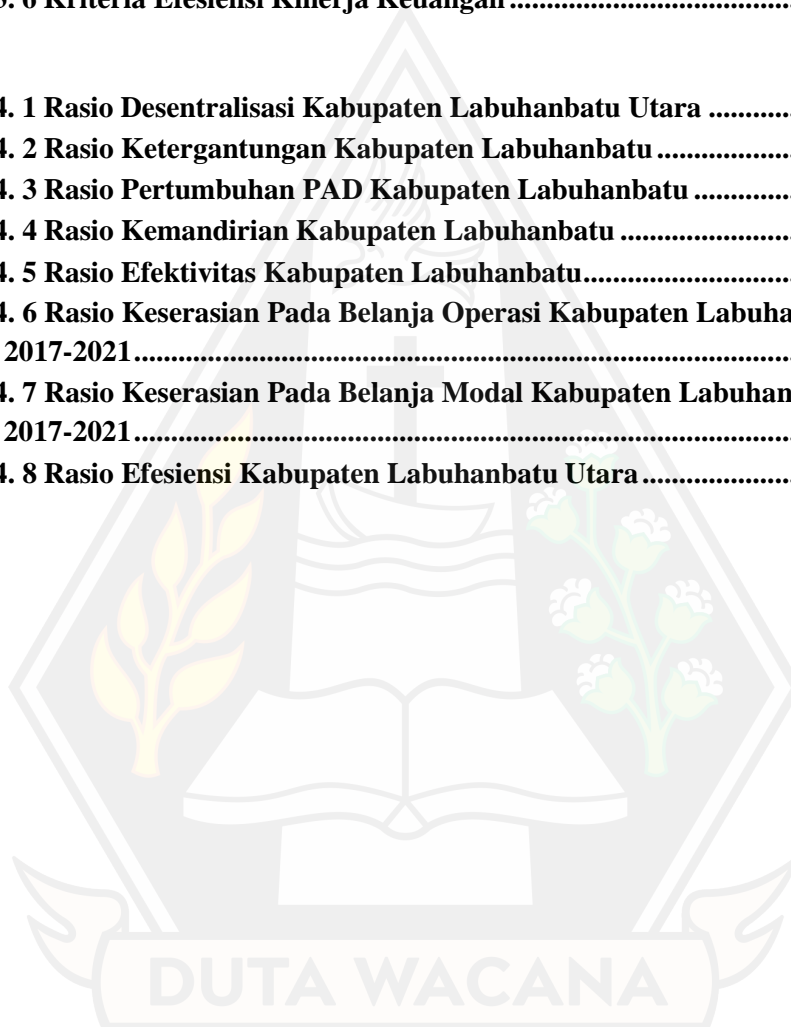 3. 6 Kriteria Efesiensi Kinerja Keuangan
4. 1 Rasio Desentralisasi Kabupaten Labuhanbatu Utara
4. 2 Rasio Ketergantungan Kabupaten Labuhanbatu
4. 3 Rasio Pertumbuhan PAD Kabupaten Labuhanbatu
4. 4 Rasio Kemandirian Kabupaten Labuhanbatu
4. 5 Rasio Efektivitas Kabupaten Labuhanbatu
4. 6 Rasio Keserasian Pada Belanja Operasi Kabupaten Labuha
2017-2021
4. 7 Rasio Keserasian Pada Belanja Modal Kabupaten Labuhan
2017-2021
4. 8 Rasio Efesiensi Kabupaten Labuhanbatu Utara
DUTA WACANA